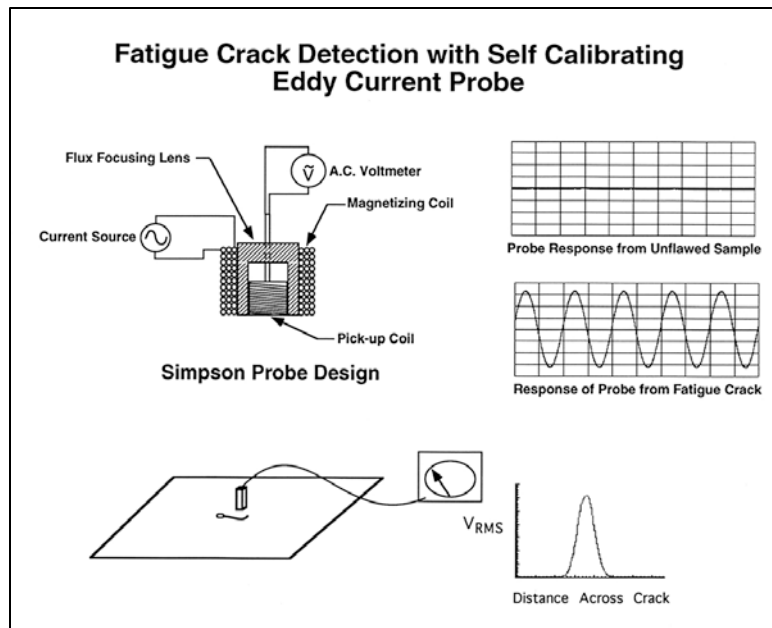 Fatigue Crack Detection with Self Calibrating
Eddy Current Probe
Flux Focusing Lens
A.C. Voltmeter
Ṽ
Magnetizing Coil
Current Source
Pick-up Coil
Simpson Probe Design
Probe Response from Unflawed Sample
Response of Probe from Fatigue Crack
VRMS
Distance Across Crack